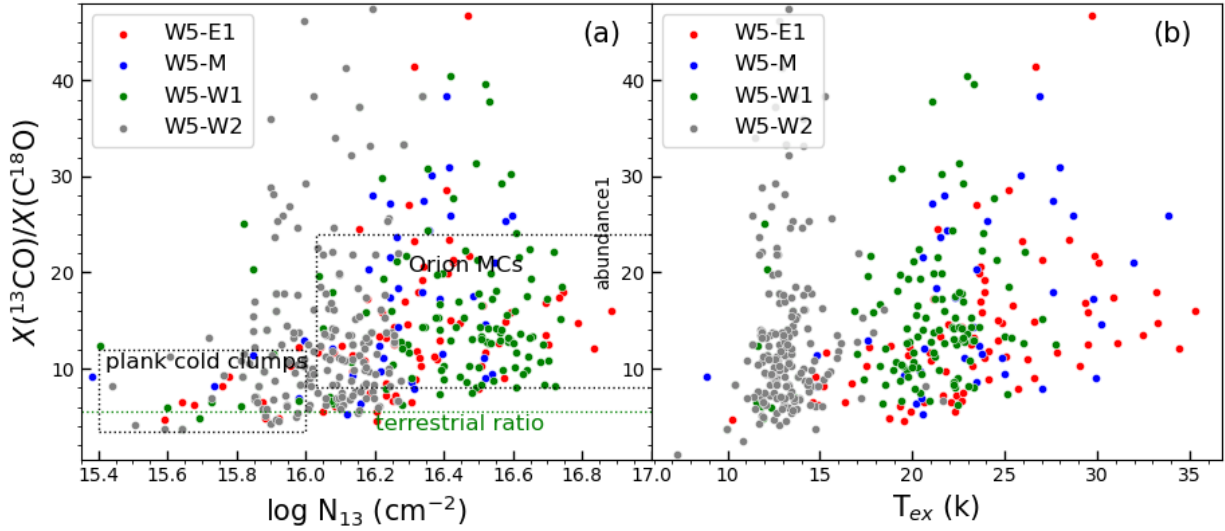 W5-E1
W5-M
W5-W1
W5-W2
(a)
40
30
20
10
X(¹³CO)/X(C¹⁸O)
Orion MCs
plank cold clumps
terrestrial ratio
15.4
15.6
15.8
16.0
16.2
16.4
16.6
16.8
17.0
log N₁₃ (cm⁻²)
W5-E1
W5-M
W5-W1
W5-W2
(b)
abundance1
10
15
20
25
30
35
Tₑₓ (k)